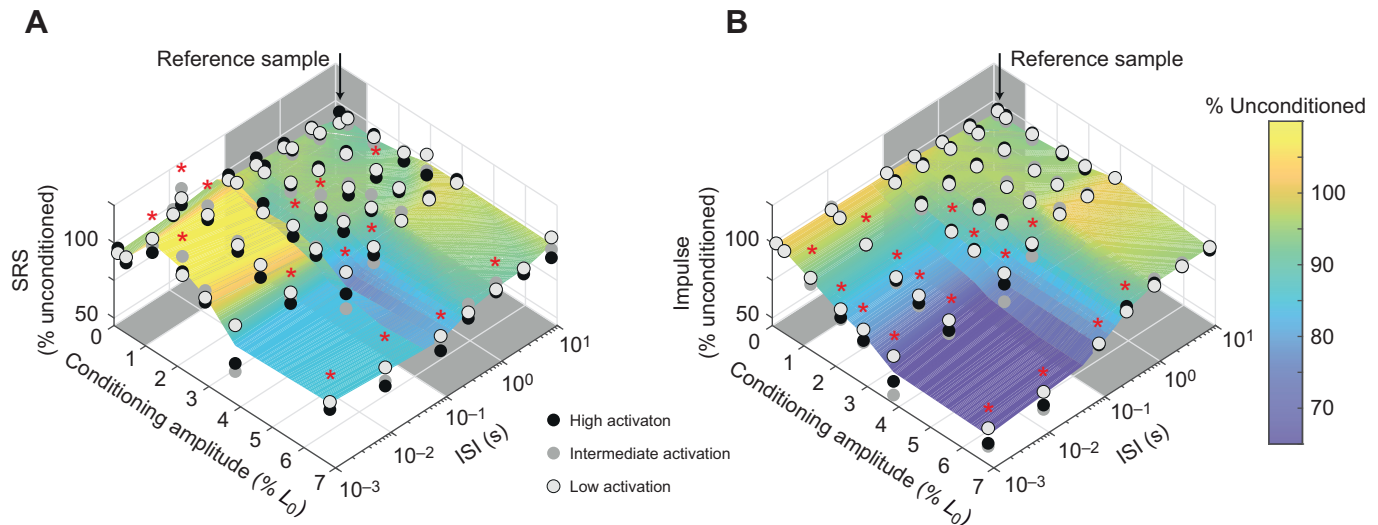 A
B
Reference sample
Reference sample
% Unconditioned
100
90
80
70
SRS
(% unconditioned)
100
50
0
1
2
3
4
5
6
7
Conditioning amplitude (% L0)
10–3
10–2
10–1
100
101
ISI (s)
High activaton
Intermediate activation
Low activation
Impulse
(% unconditioned)
100
50
0
1
2
3
4
5
6
7
Conditioning amplitude (% L0)
10–3
10–2
10–1
100
101
ISI (s)
* * * * * * * * * * * * * *
* * * * * * * * * * * * * * *